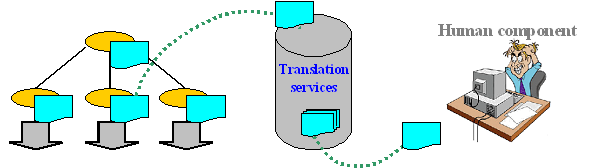 Human component
Translation
services